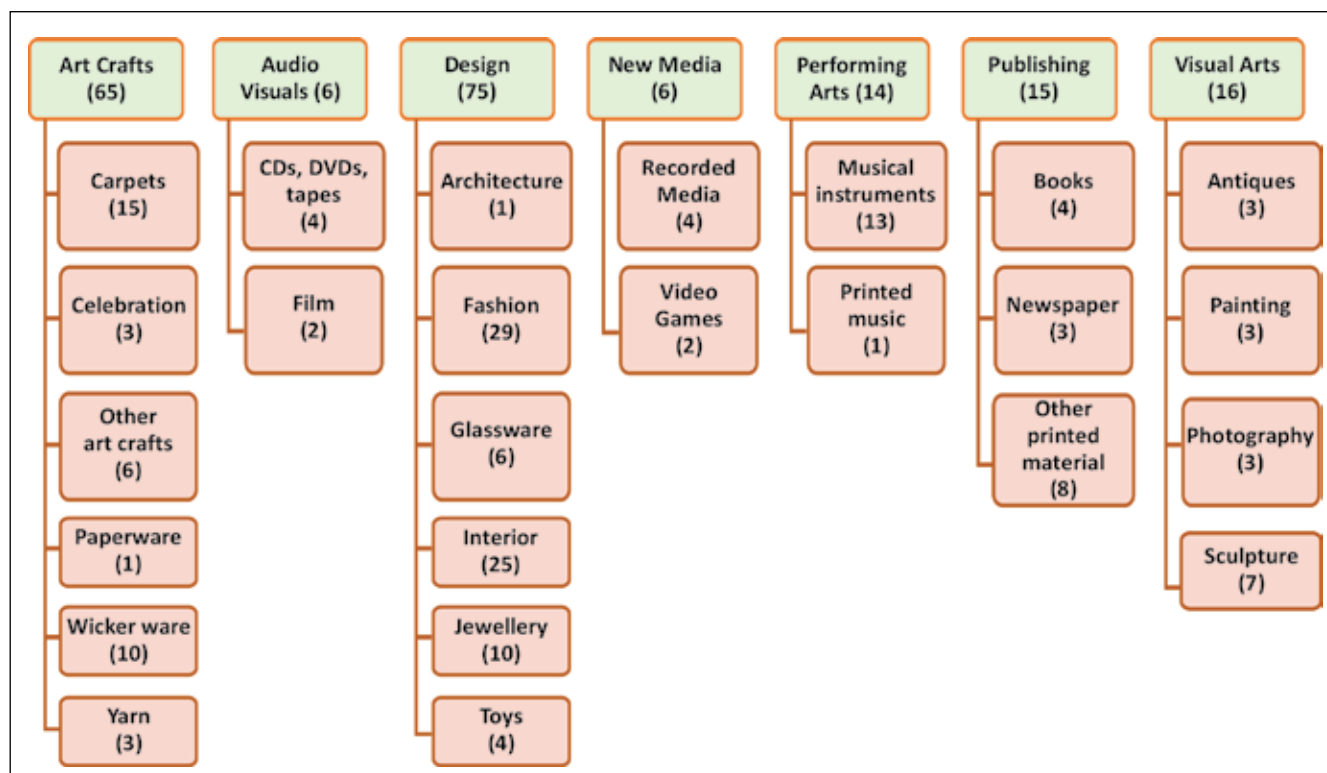 Art Crafts
(65)
Carpets
(15)
Celebration
(3)
Other
art crafts
(6)
Paperware
(1)
Wicker ware
(10)
Yarn
(3)
Audio
Visuals (6)
CDs, DVDs,
tapes
(4)
Film
(2)
Design
(75)
Architecture
(1)
Fashion
(29)
Glassware
(6)
Interior
(25)
Jewellery
(10)
Toys
(4)
New Media
(6)
Recorded
Media
(4)
Video
Games
(2)
Performing
Arts (14)
Musical
instruments
(13)
Printed
music
(1)
Publishing
(15)
Books
(4)
Newspaper
(3)
Other
printed
material
(8)
Visual Arts
(16)
Antiques
(3)
Painting
(3)
Photography
(3)
Sculpture
(7)